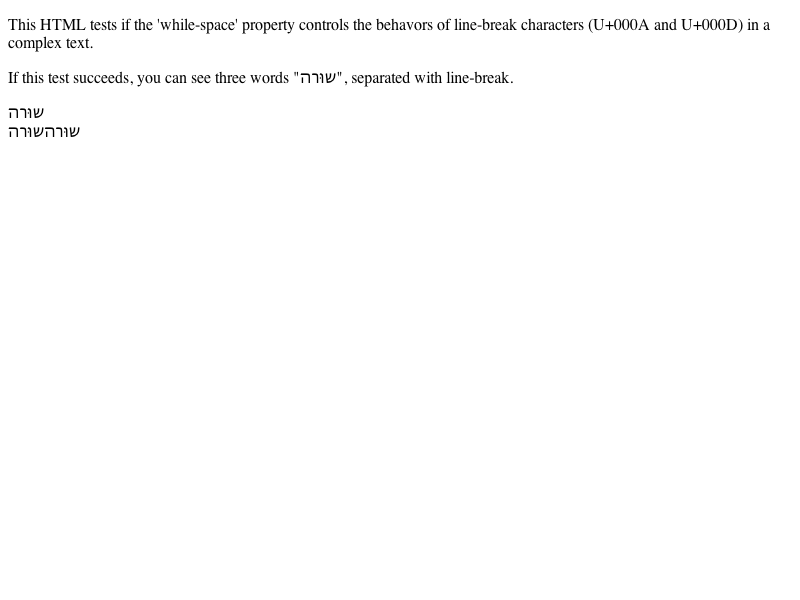 This HTML tests if the 'while-space' property controls the behavors of line-break characters (U+000A and U+000D) in a
complex text.
If this test succeeds, you can see three words "שורה", separated with line-break.
שורה
שורהשורה